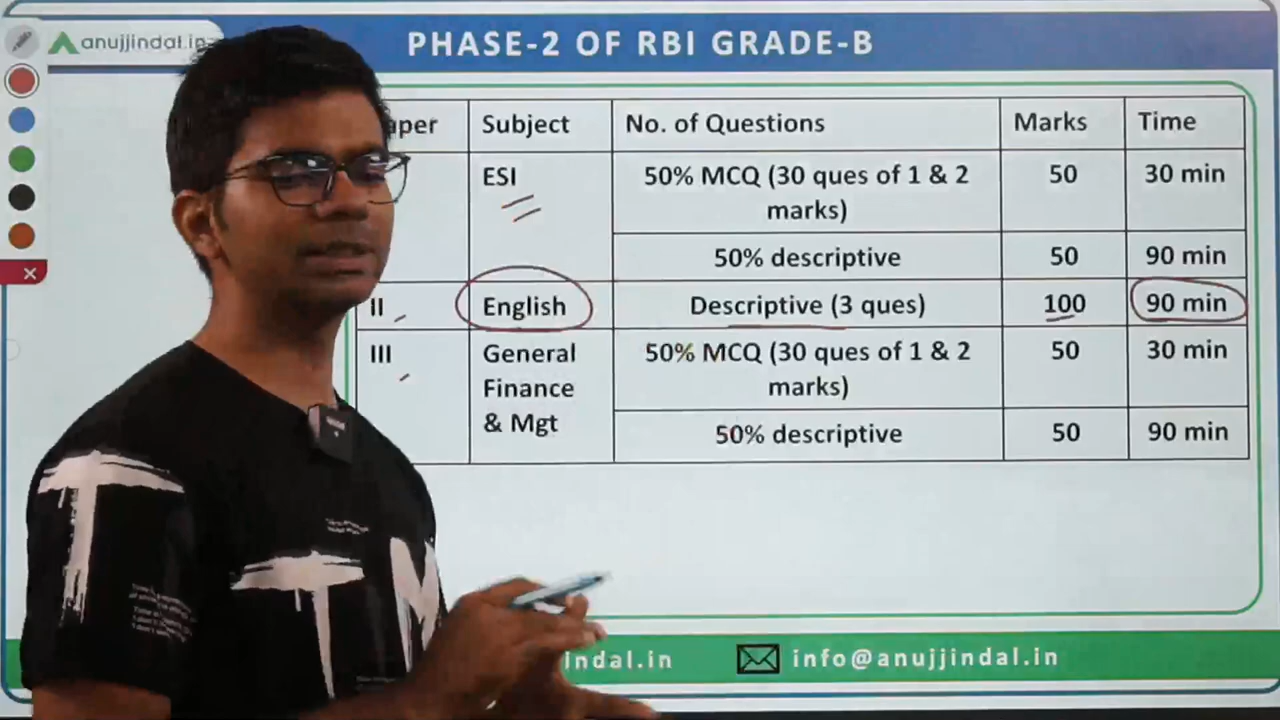 anujjindal.in
PHASE-2 OF RBI GRADE-B
aper Subject No. of Questions Marks Time
ESI 50% MCQ (30 ques of 1 & 2 marks) 50 30 min
50% descriptive 50 90 min
II English Descriptive (3 ques) 100 90 min
III General Finance & Mgt 50% MCQ (30 ques of 1 & 2 marks) 50 30 min
50% descriptive 50 90 min
indal.in info@anujjindal.in